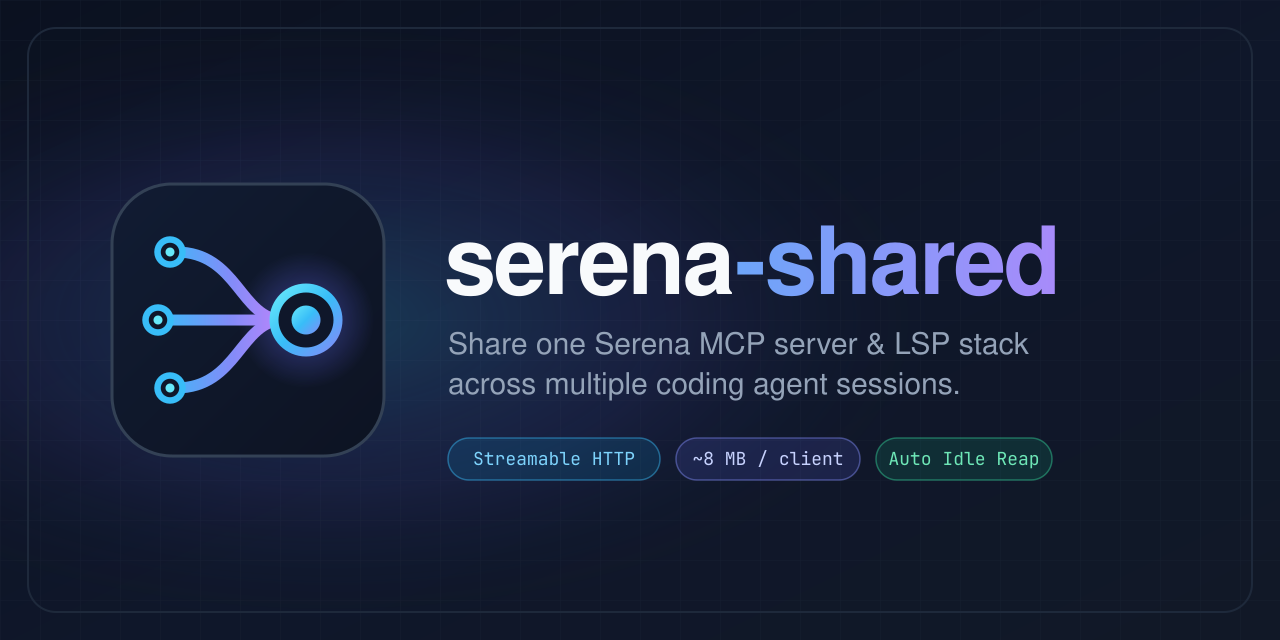 serena-shared
Share one Serena MCP server & LSP stack
across multiple coding agent sessions.
Streamable HTTP
~8 MB / client
Auto Idle Reap